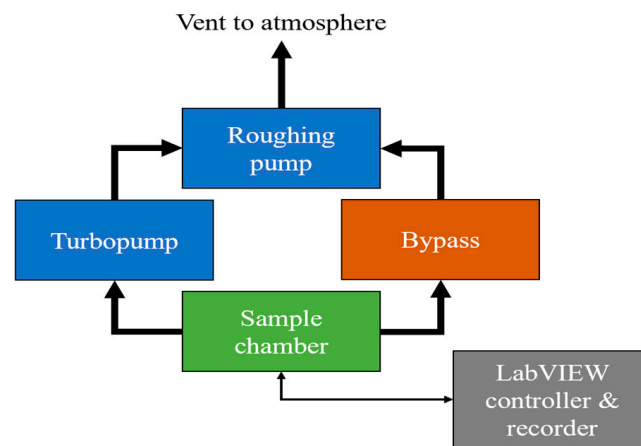 Vent to atmosphere
Roughing
pump
Turbopump
Bypass
Sample
chamber
LabVIEW
controller &
recorder